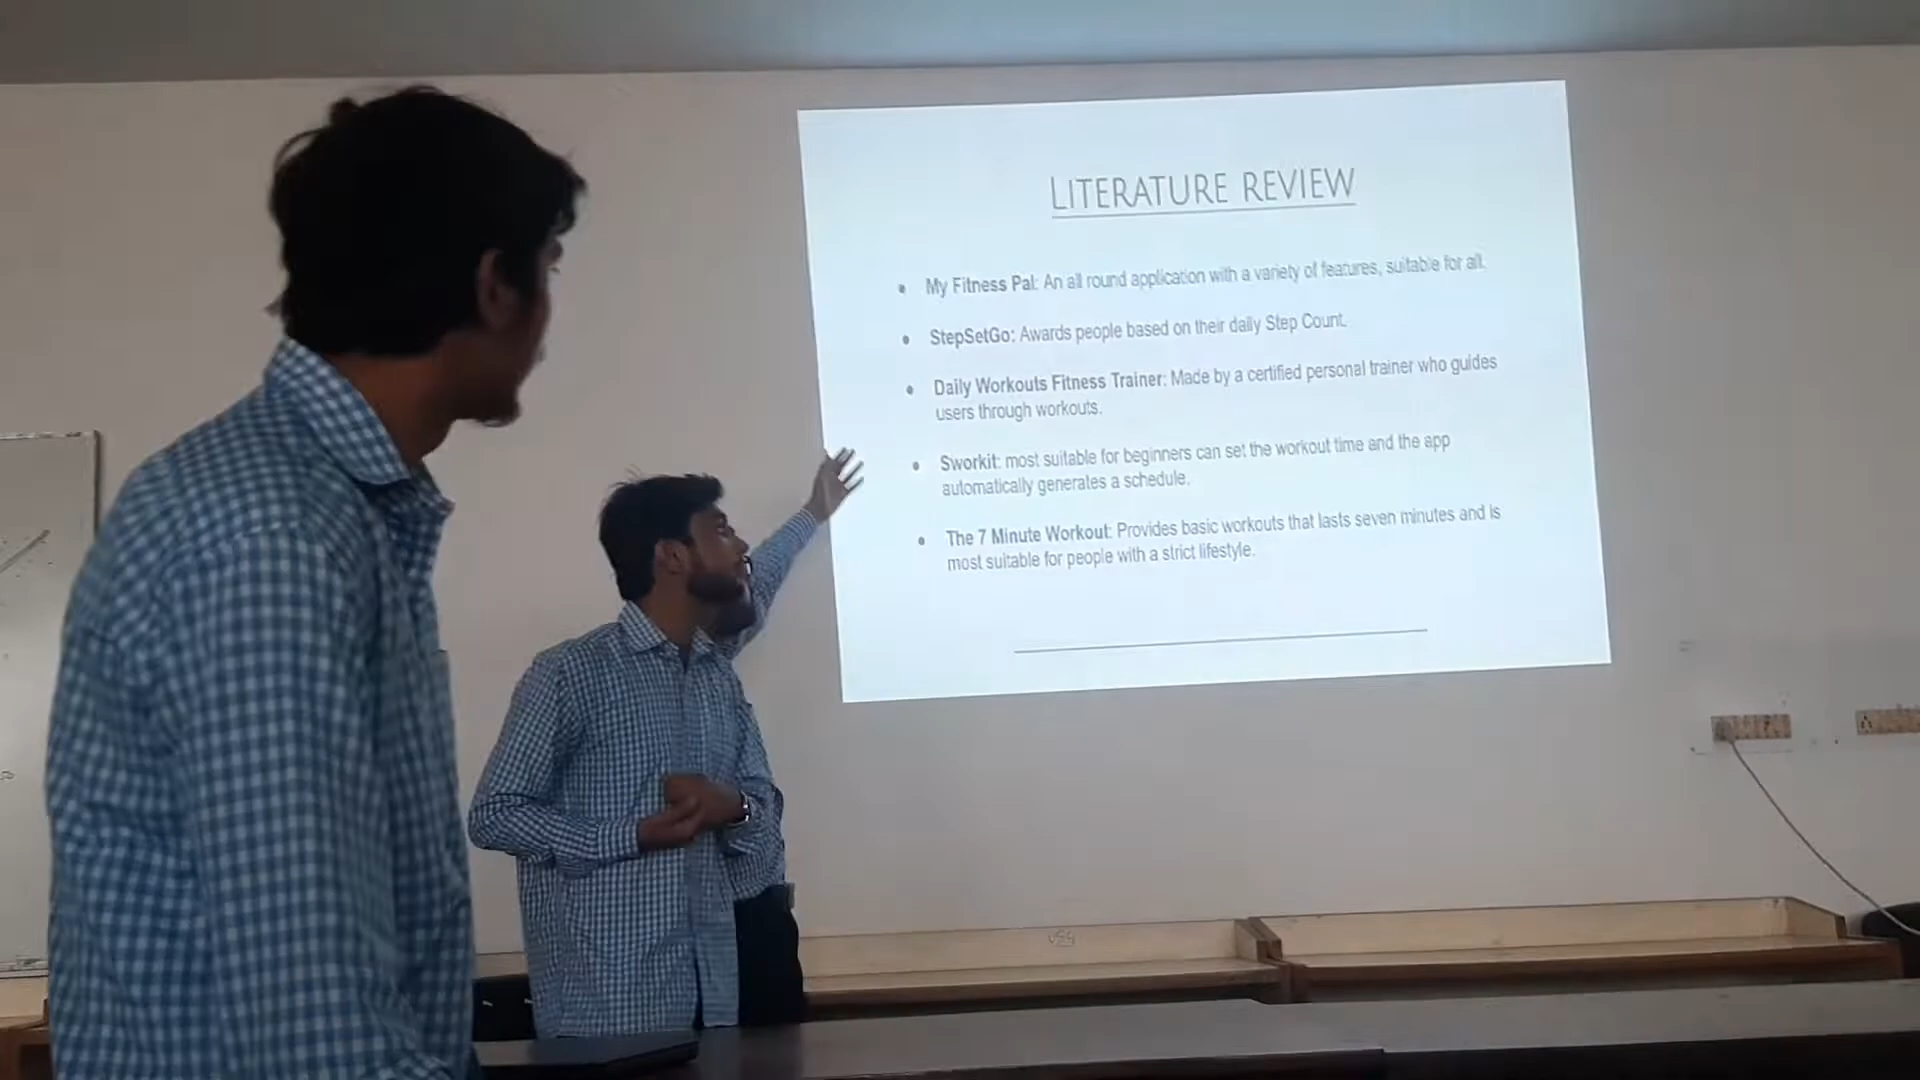 LITERATURE REVIEW
• My Fitness Pal: An all round application with a variety of features, suitable for all.
• StepSetGo: Awards people based on their daily Step Count.
• Daily Workouts Fitness Trainer: Made by a certified personal trainer who guides
users through workouts.
• Sworkit: most suitable for beginners can set the workout time and the app
automatically generates a schedule.
• The 7 Minute Workout: Provides basic workouts that lasts seven minutes and is
most suitable for people with a strict lifestyle.